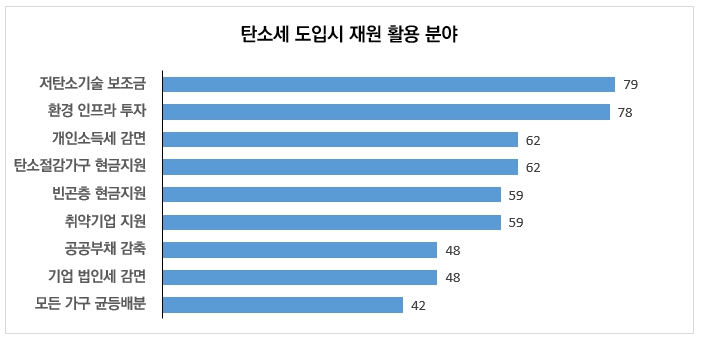 탄소세 도입시 재원 활용 분야
저탄소기술 보조금 79
환경 인프라 투자 78
개인소득세 감면 62
탄소절감가구 현금지원 62
빈곤층 현금지원 59
취약기업 지원 59
공공부채 감축 48
기업 법인세 감면 48
모든 가구 균등배분 42